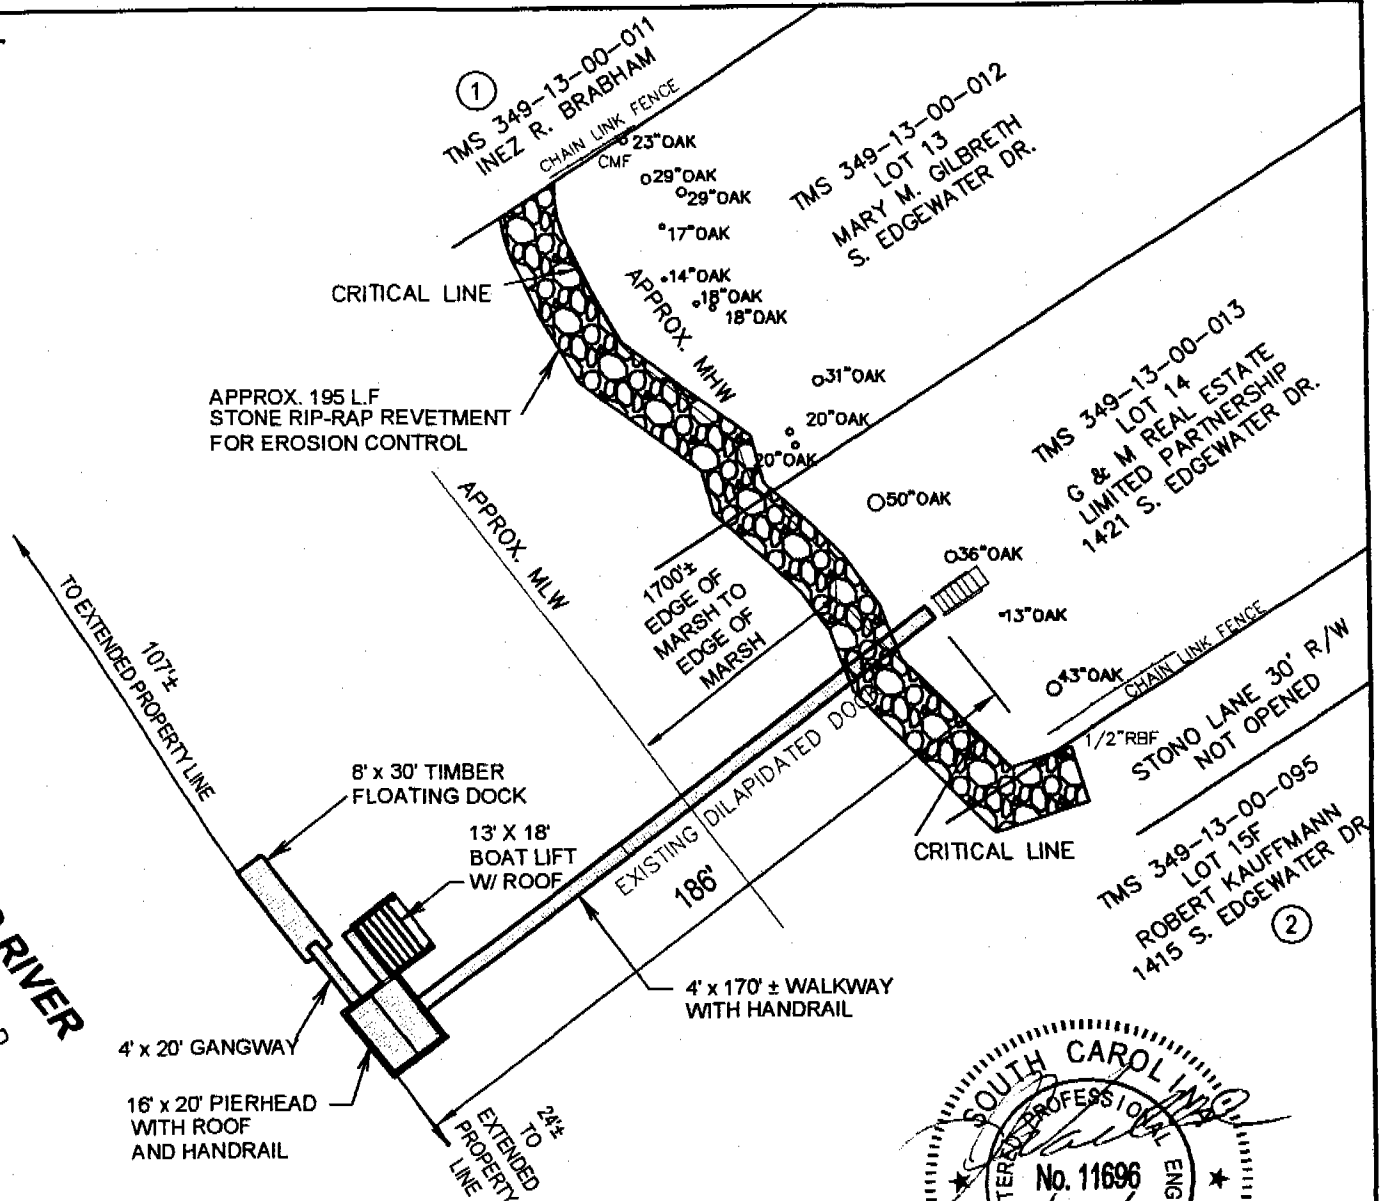 1
TMS 349-13-00-011
INEZ R. BRABHAM
CHAIN LINK FENCE
CMF
23"OAK
29"OAK
29"OAK
17"OAK
14"OAK
18"OAK
18"OAK
TMS 349-13-00-012
LOT 13
MARY M. GILBRETH
S. EDGEWATER DR.
CRITICAL LINE
APPROX. MHW
APPROX. 195 L.F
STONE RIP-RAP REVETMENT
FOR EROSION CONTROL
31"OAK
20"OAK
20"OAK
50"OAK
36"OAK
13"OAK
43"OAK
TMS 349-13-00-013
LOT 14
G & M REAL ESTATE
LIMITED PARTNERSHIP
1421 S. EDGEWATER DR.
APPROX. MLW
1700'±
EDGE OF
MARSH TO
EDGE OF
MARSH
107'±
TO EXTENDED PROPERTY LINE
CHAIN LINK FENCE
1/2"RBF
STONO LANE 30' R/W
NOT OPENED
8' x 30' TIMBER
FLOATING DOCK
13' X 18'
BOAT LIFT
W/ ROOF
EXISTING DILAPIDATED DOCK
186'
CRITICAL LINE
TMS 349-13-00-095
LOT 15F
ROBERT KAUFFMANN
1415 S. EDGEWATER DR
2
RIVER
4' x 170' ± WALKWAY
WITH HANDRAIL
4' x 20' GANGWAY
16' x 20' PIERHEAD
WITH ROOF
AND HANDRAIL
24'±
TO
EXTENDED
PROPERTY
LINE
SOUTH CAROLINA
PROFESSIONAL
No. 11696